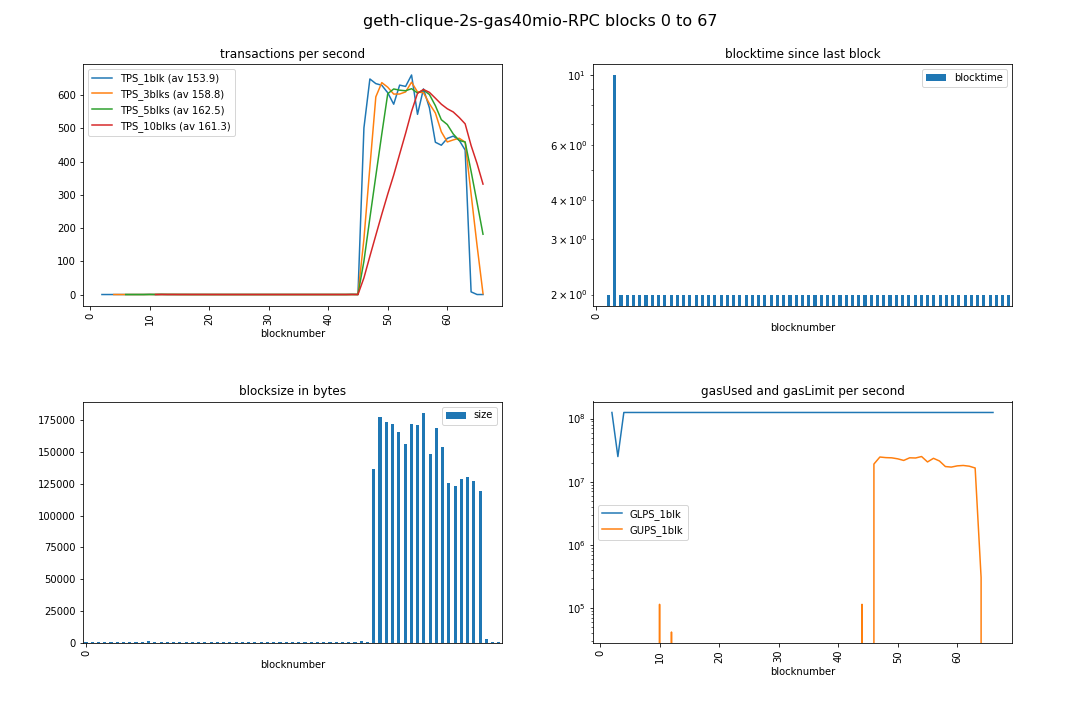 geth-clique-2s-gas40mio-RPC blocks 0 to 67
transactions per second
TPS_1blk (av 153.9)
TPS_3blks (av 158.8)
TPS_5blks (av 162.5)
TPS_10blks (av 161.3)
600
500
400
300
200
100
0
0
10
20
30
40
50
60
blocknumber
blocktime since last block
blocktime
10¹
6 × 10⁰
4 × 10⁰
3 × 10⁰
2 × 10⁰
0
blocknumber
blocksize in bytes
size
175000
150000
125000
100000
75000
50000
25000
0
0
blocknumber
gasUsed and gasLimit per second
10⁸
10⁷
10⁶
10⁵
GLPS_1blk
GUPS_1blk
0
10
20
30
40
50
60
blocknumber